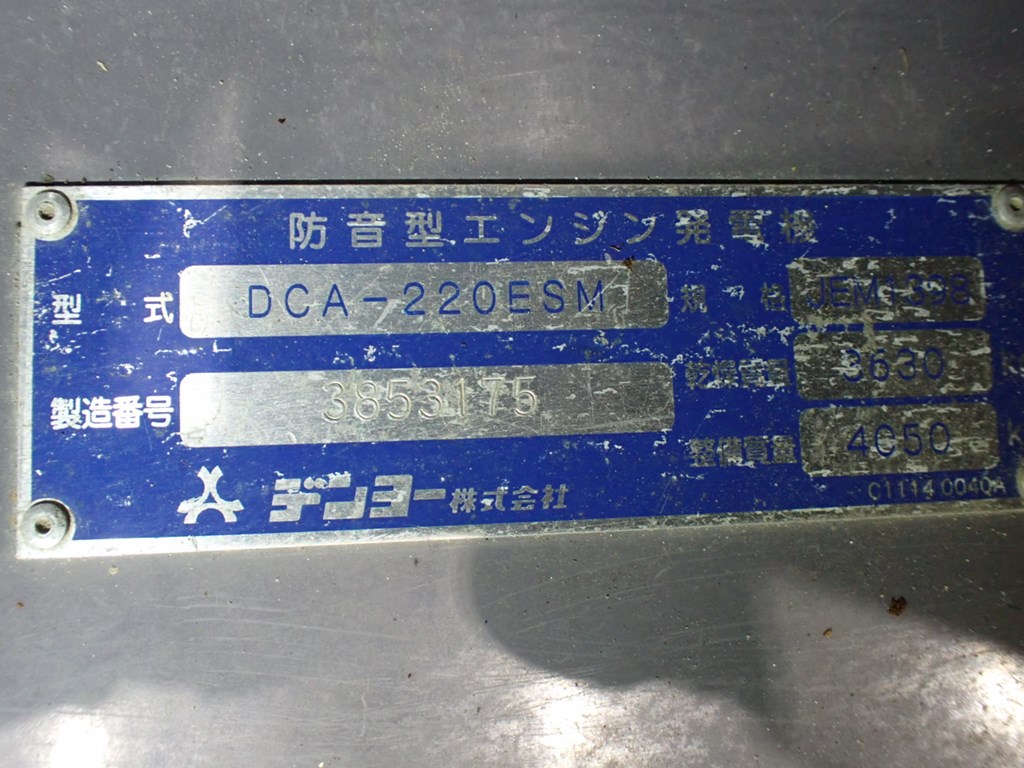 防音型エンジン発電機
型式 DCA-220ESM 規格 JEM-1398
製造番号 3853175 乾燥質量 3630
整備質量 4050
デンヨー株式会社
C1114 0040A